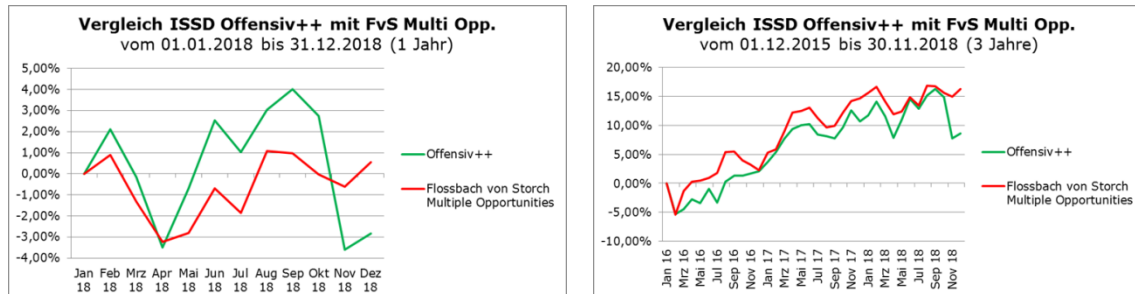 Vergleich ISSD Offensiv++ mit FvS Multi Opp.
vom 01.01.2018 bis 31.12.2018 (1 Jahr)
5,00%
4,00%
3,00%
2,00%
1,00%
0,00%
-1,00%
-2,00%
-3,00%
-4,00%
Jan Feb Mrz Apr Mai Jun Jul Aug Sep Okt Nov Dez
18 18 18 18 18 18 18 18 18 18 18 18
Offensiv++
Flossbach von Storch
Multiple Opportunities
Vergleich ISSD Offensiv++ mit FvS Multi Opp.
vom 01.12.2015 bis 30.11.2018 (3 Jahre)
20,00%
15,00%
10,00%
5,00%
0,00%
-5,00%
-10,00%
Jan 16
Mrz 16
Mai 16
Jul 16
Sep 16
Nov 16
Jan 17
Mrz 17
Mai 17
Jul 17
Sep 17
Nov 17
Jan 18
Mrz 18
Mai 18
Jul 18
Sep 18
Nov 18
Offensiv++
Flossbach von Storch
Multiple Opportunities